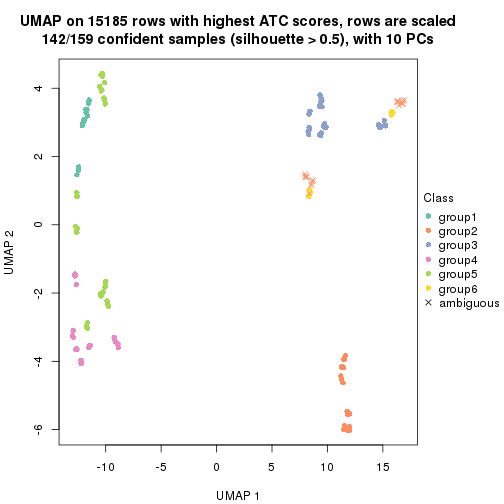 UMAP on 15185 rows with highest ATC scores, rows are scaled
142/159 confident samples (silhouette > 0.5), with 10 PCs
4
2
0
-2
-4
-6
UMAP 2
-10
-5
0
5
10
15
UMAP 1
Class
group1
group2
group3
group4
group5
group6
ambiguous